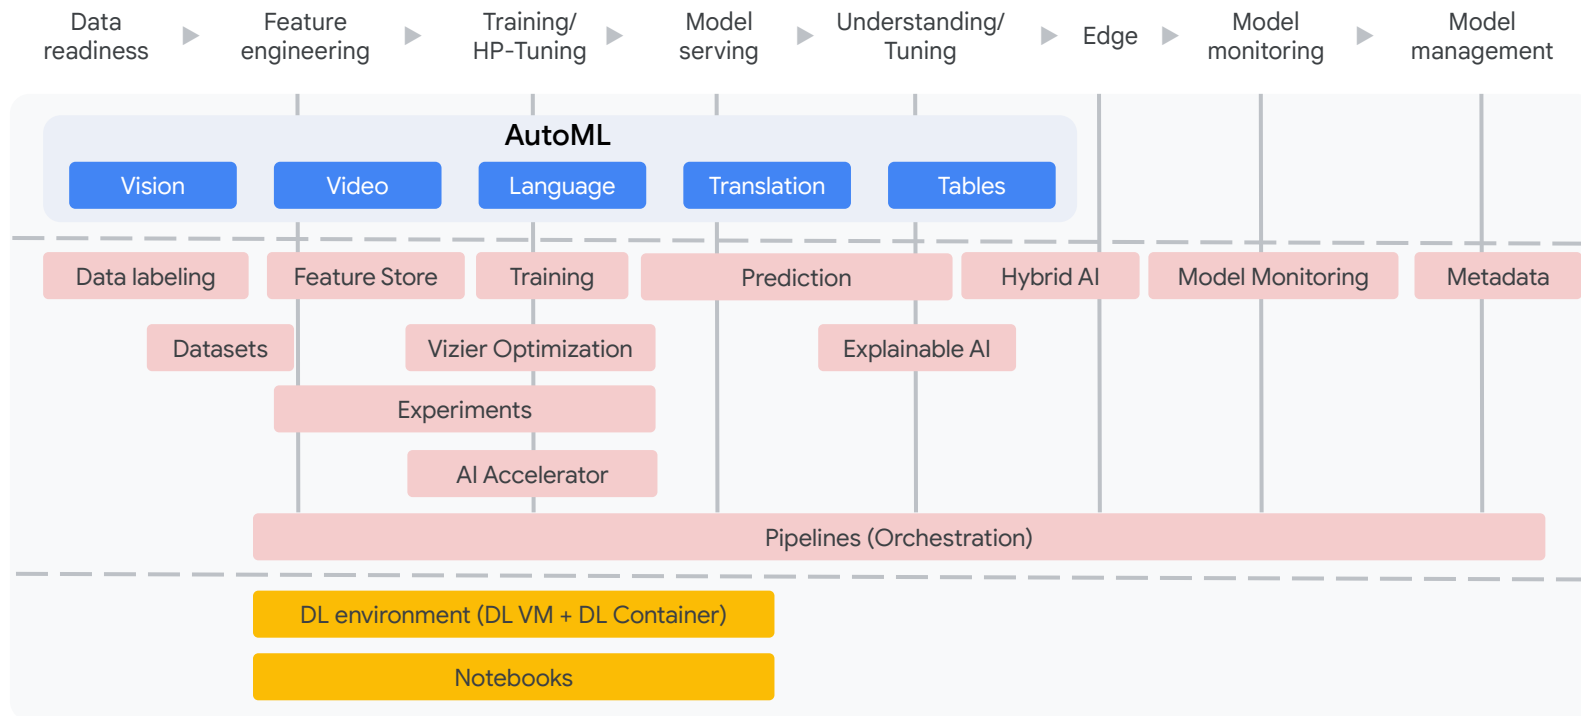 Data
readiness
Feature
engineering
Training/
HP-Tuning
Model
serving
Understanding/
Tuning
Edge
Model
monitoring
Model
management
AutoML
Vision
Video
Language
Translation
Tables
Data labeling
Feature Store
Training
Prediction
Hybrid AI
Model Monitoring
Metadata
Datasets
Vizier Optimization
Explainable AI
Experiments
AI Accelerator
Pipelines (Orchestration)
DL environment (DL VM + DL Container)
Notebooks